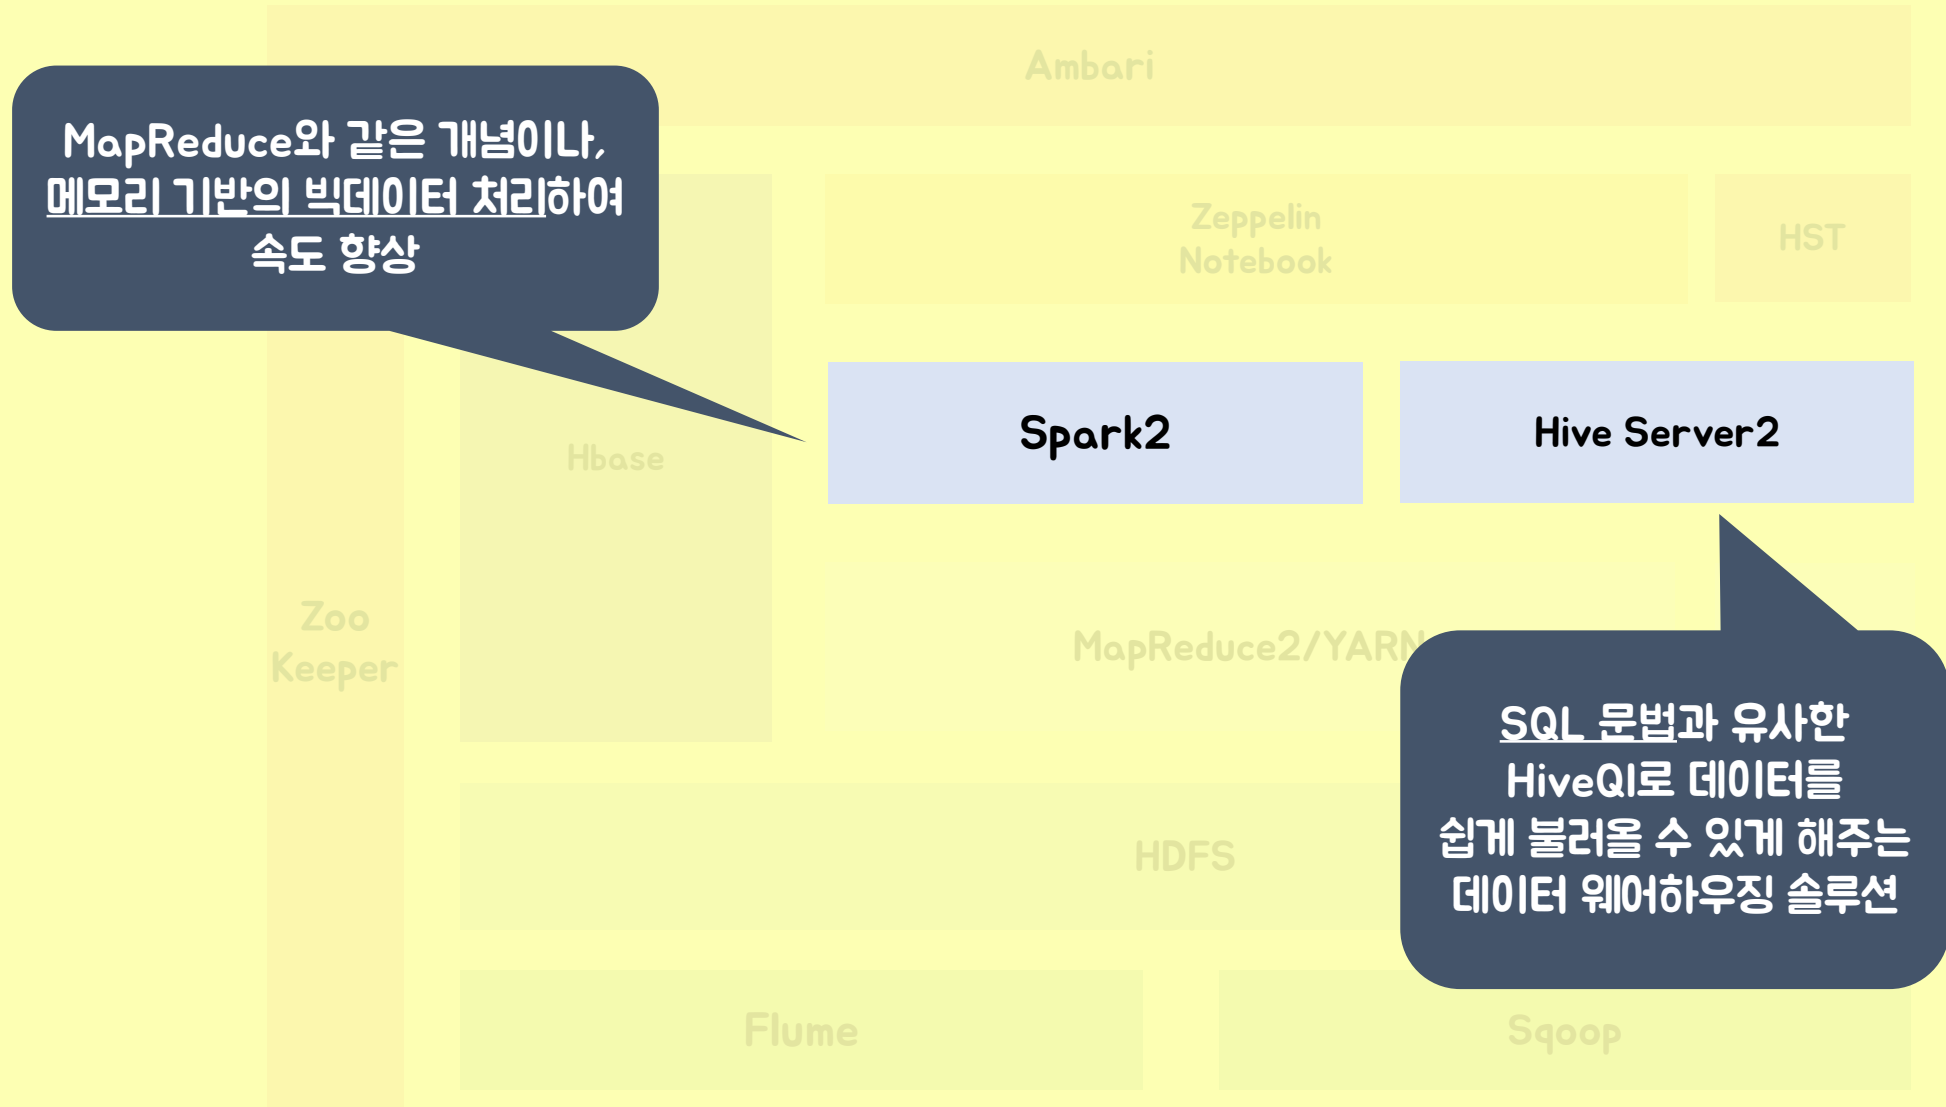 Ambari
MapReduce와 같은 개념이나,
메모리 기반의 빅데이터 처리하여
속도 향상
Zeppelin
Notebook
HST
Spark2
Hive Server2
Hbase
Zoo
Keeper
MapReduce2/YARN
SQL 문법과 유사한
HiveQl로 데이터를
쉽게 불러올 수 있게 해주는
데이터 웨어하우징 솔루션
HDFS
Flume
Sqoop